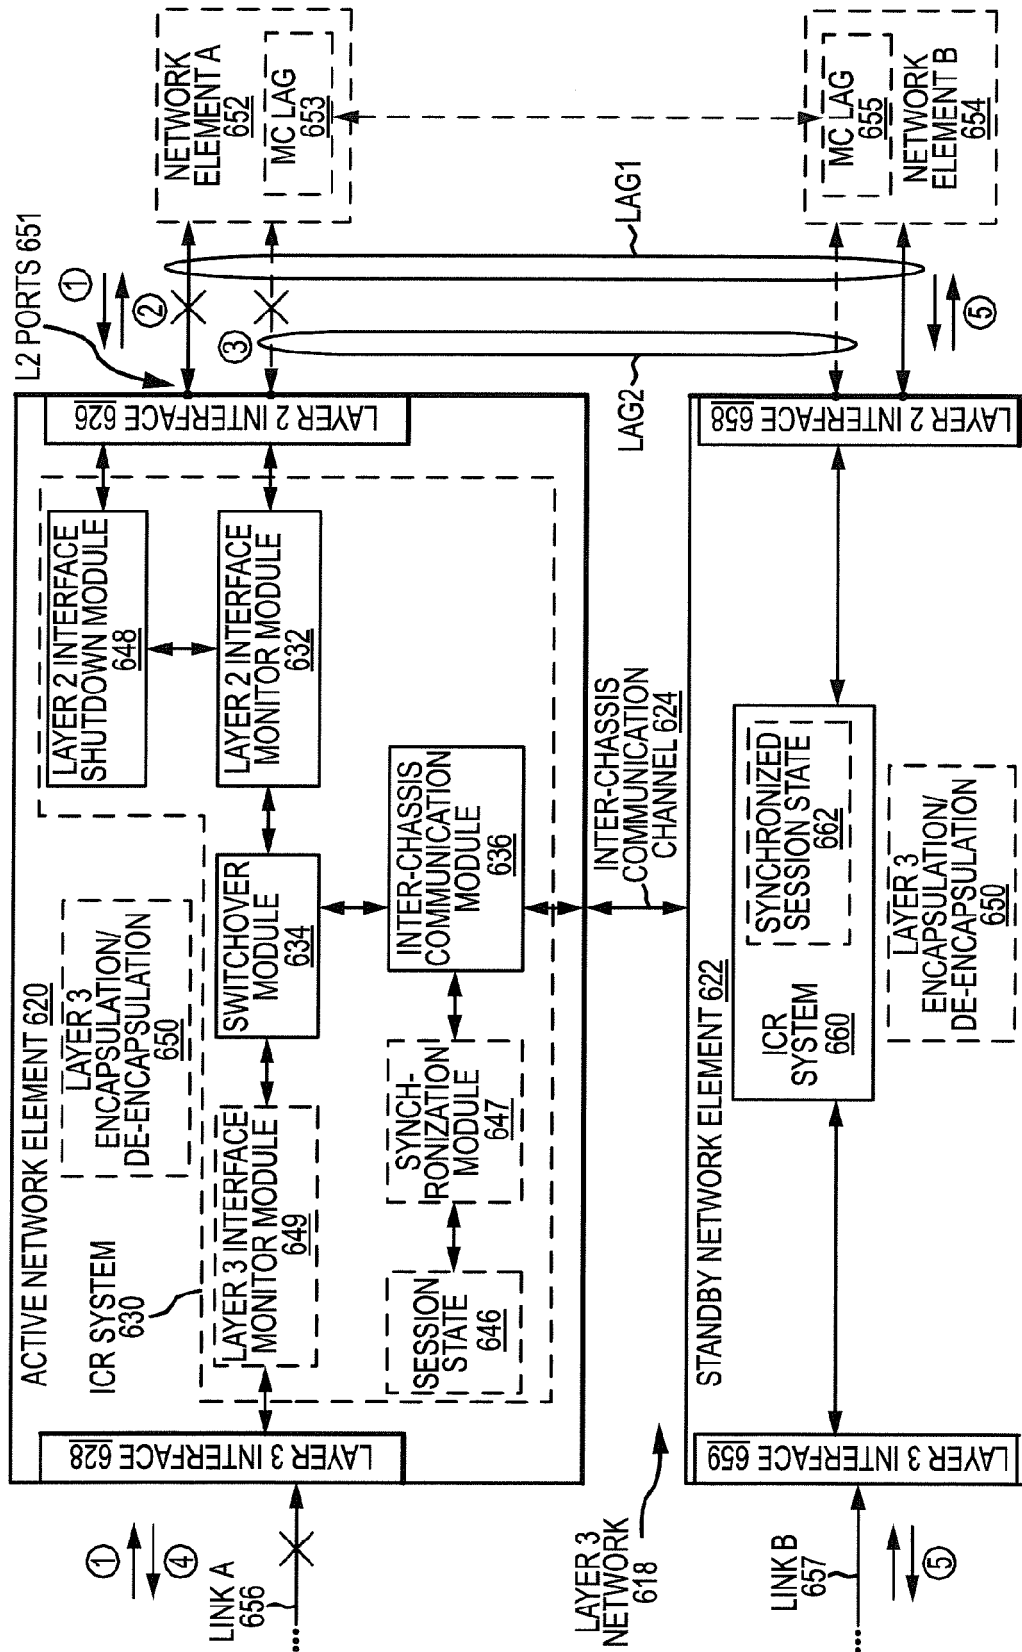 ACTIVE NETWORK ELEMENT 620
LAYER 3
ENCAPSULATION/
DE-ENCAPSULATION
650
ICR SYSTEM
630
LAYER 3 INTERFACE 628
LAYER 3 INTERFACE
MONITOR MODULE
649
SWITCHOVER
MODULE
634
LAYER 2 INTERFACE
SHUTDOWN MODULE
648
LAYER 2 INTERFACE
MONITOR MODULE
632
LAYER 2 INTERFACE 626
SESSION
STATE
646
SYNCH-
RONIZATION
MODULE
647
INTER-CHASSIS
COMMUNICATION
MODULE
636
L2 PORTS 651
1
2
3
NETWORK
ELEMENT A
652
MC LAG
653
1
4
LINK A
656
LAYER 3
NETWORK
618
INTER-CHASSIS
COMMUNICATION
CHANNEL 624
LAG2
LAG1
STANDBY NETWORK ELEMENT 622
LAYER 3 INTERFACE 659
ICR
SYSTEM
660
SYNCHRONIZED
SESSION STATE
662
LAYER 3
ENCAPSULATION/
DE-ENCAPSULATION
650
LAYER 2 INTERFACE 658
MC LAG
655
NETWORK
ELEMENT B
654
5
LINK B
657
5